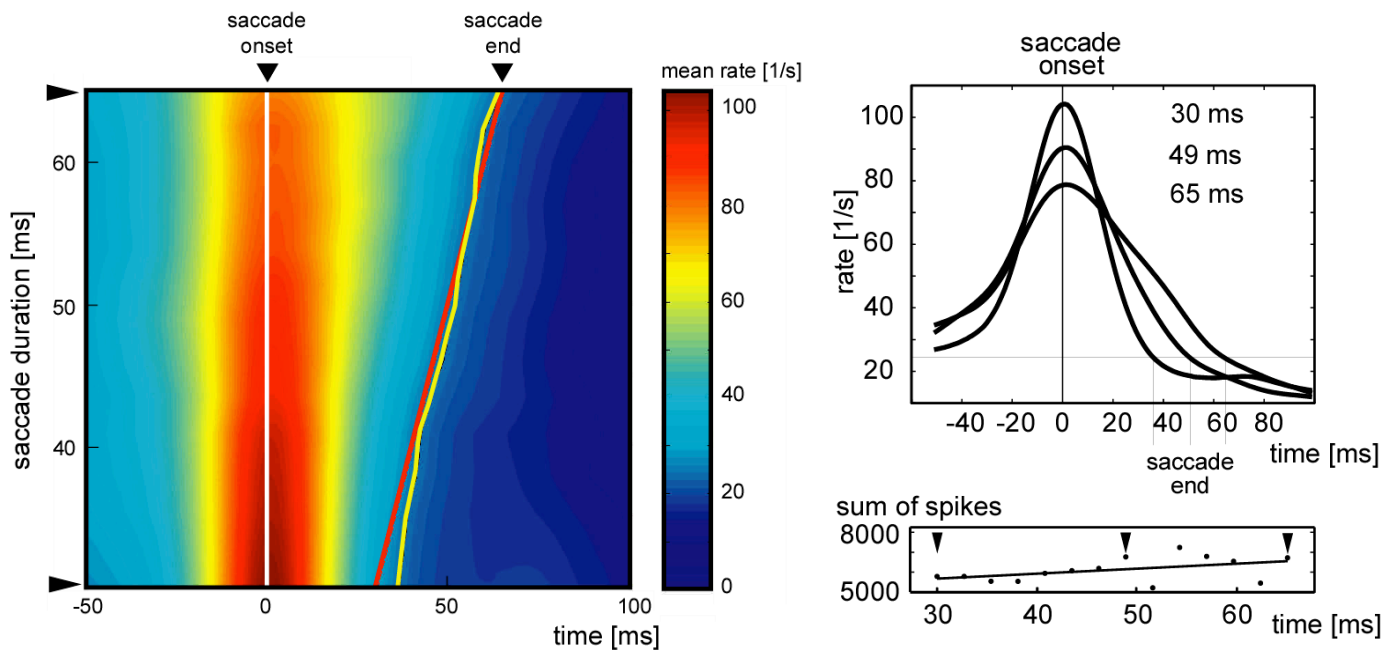 saccade
onset
saccade
end
mean rate [1/s]
100
80
60
40
20
0
saccade duration [ms]
60
50
40
-50
0
50
100
time [ms]
saccade
onset
30 ms
49 ms
65 ms
rate [1/s]
100
80
60
40
20
-40 -20 0 20 40 60 80
time [ms]
saccade
end
sum of spikes
8000
5000
30 40 50 60
time [ms]